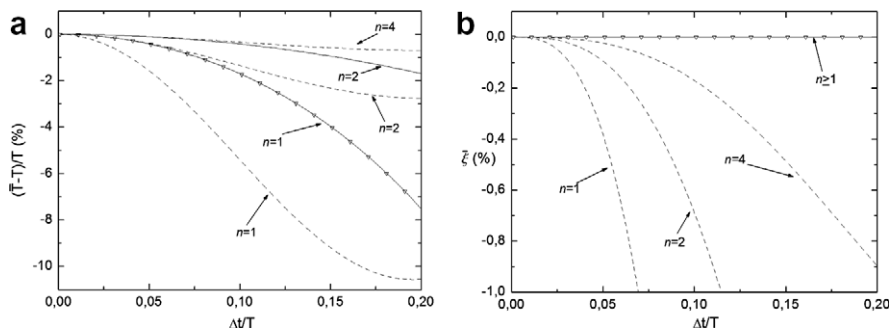 a
0
-2
-4
-6
-8
-10
(T̅-T)/T (%)
n=4
n=2
n=2
n=1
n=1
0,00 0,05 0,10 0,15 0,20
Δt/T
b
0,0
-0,2
-0,4
-0,6
-0,8
-1,0
ξ̅ (%)
n≥1
n=4
n=1
n=2
0,00 0,05 0,10 0,15 0,20
Δt/T